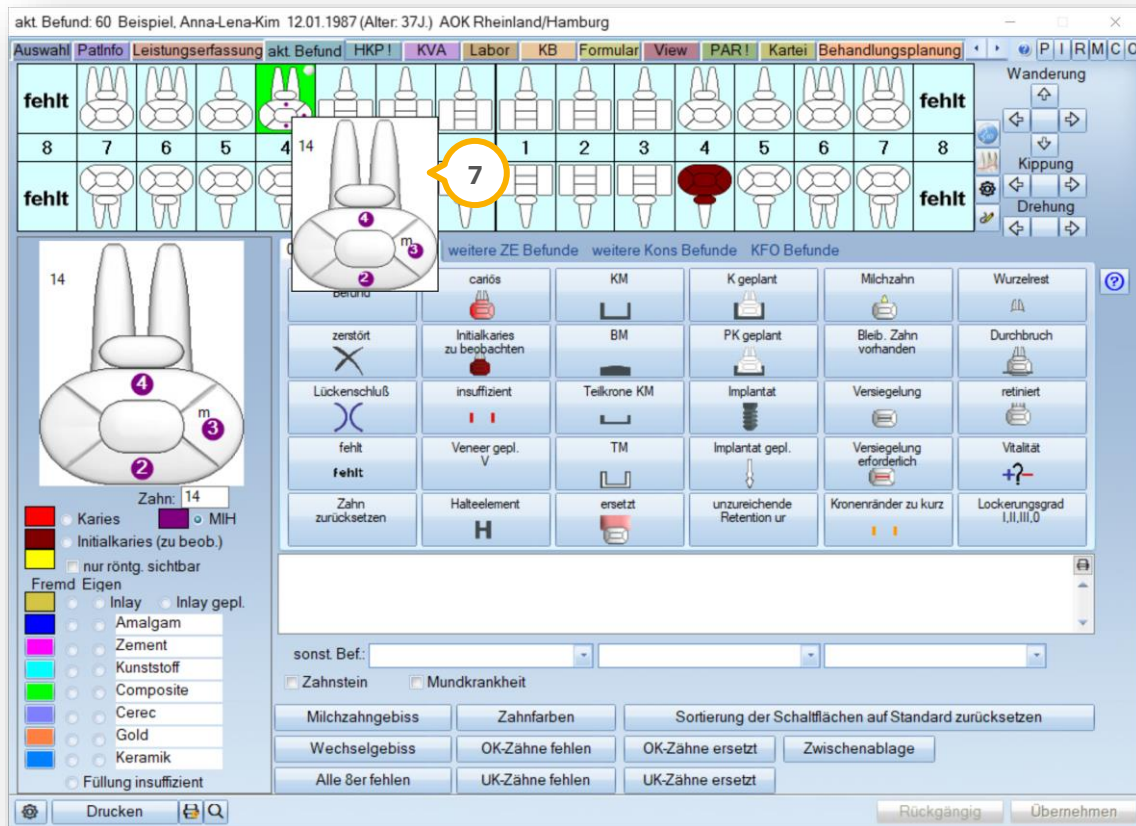 akt. Befund: 60 Beispiel, Anna-Lena-Kim 12.01.1987 (Alter: 37J.) AOK Rheinland/Hamburg
Auswahl PatInfo Leistungserfassung akt. Befund HKP ! KVA Labor KB Formular View PAR ! Kartei Behandlungsplanung P I R M C C
Wanderung
fehlt fehlt
8 7 6 5 4 14 1 2 3 4 5 6 7 8
7
Kippung
fehlt fehlt
Drehung
4
m
3
2
weitere ZE Befunde weitere Kons Befunde KFO Befunde
14
4
m
3
2
Befund cariös KM K geplant Milchzahn Wurzelrest
zerstört Initialkaries zu beobachten BM PK geplant Bleib. Zahn vorhanden Durchbruch
Lückenschluß insuffizient Teilkrone KM Implantat Versiegelung retiniert
fehlt Veneer gepl. V TM Implantat gepl. Versiegelung erforderlich Vitalität
fehlt +?–
Zahn zurücksetzen Halteelement ersetzt unzureichende Retention ur Kronenränder zu kurz Lockerungsgrad I,II,III,0
H
Zahn: 14
Karies MIH
Initialkaries (zu beob.)
nur röntg. sichtbar
Fremd Eigen
Inlay Inlay gepl.
Amalgam
Zement
Kunststoff
Composite
Cerec
Gold
Keramik
Füllung insuffizient
sonst. Bef.:
Zahnstein Mundkrankheit
Milchzahngebiss Zahnfarben Sortierung der Schaltflächen auf Standard zurücksetzen
Wechselgebiss OK-Zähne fehlen OK-Zähne ersetzt Zwischenablage
Alle 8er fehlen UK-Zähne fehlen UK-Zähne ersetzt
Drucken Rückgängig Übernehmen